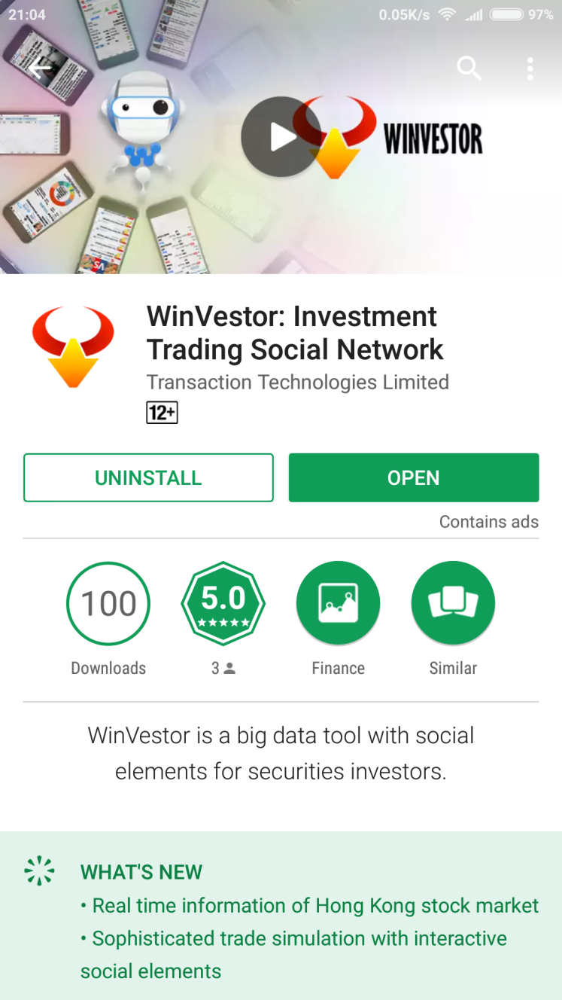 21:04 0.05K/s 97%
WINVESTOR
WinVestor: Investment
Trading Social Network
Transaction Technologies Limited
12+
UNINSTALL OPEN
Contains ads
100 5.0
Downloads 3 Finance Similar
WinVestor is a big data tool with social
elements for securities investors.
WHAT'S NEW
• Real time information of Hong Kong stock market
• Sophisticated trade simulation with interactive
social elements